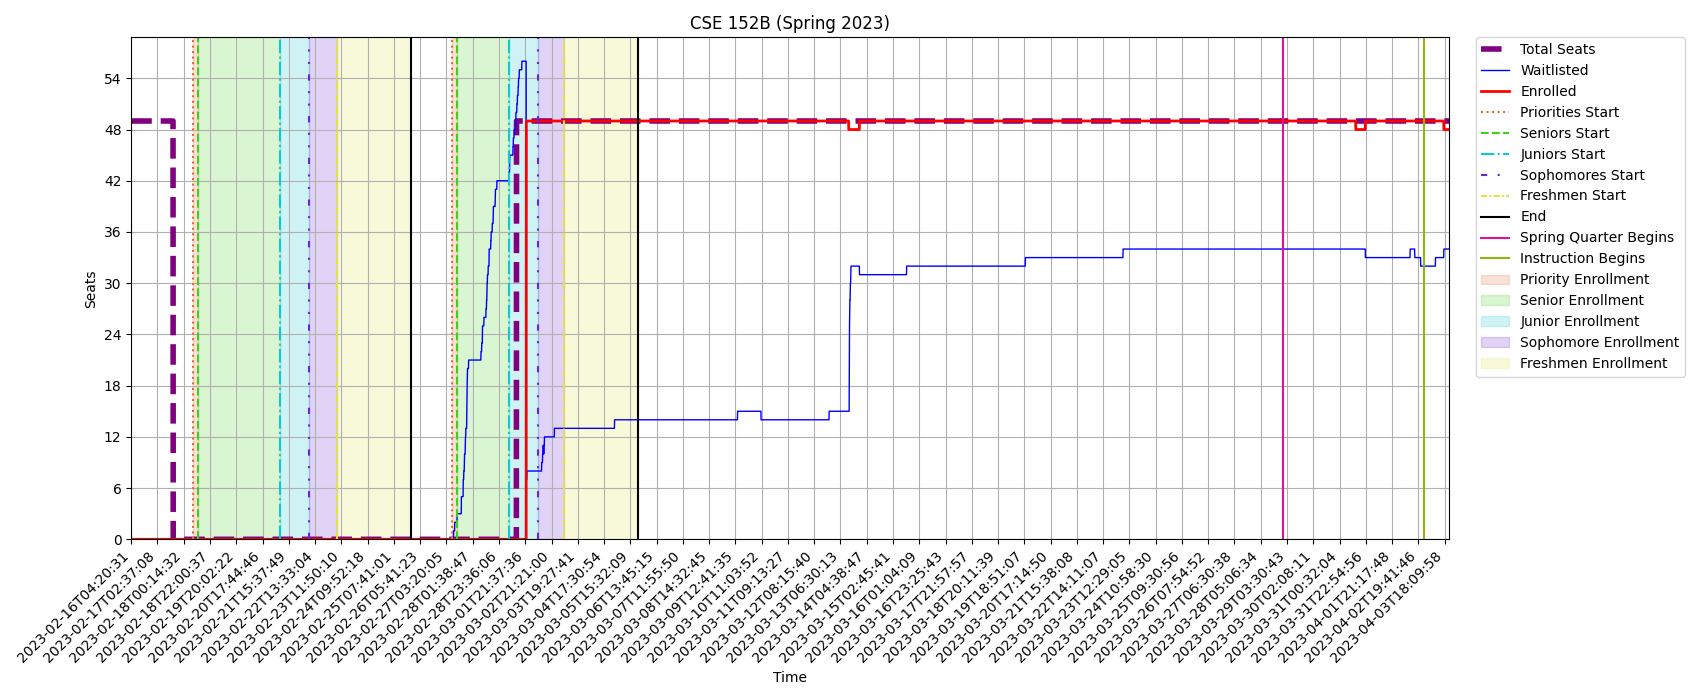 CSE 152B (Spring 2023)
Seats
54
48
42
36
30
24
18
12
6
0
2023-02-16T04:20:31
2023-02-17T02:37:08
2023-02-18T00:14:32
2023-02-18T22:00:37
2023-02-19T20:02:22
2023-02-20T17:44:46
2023-02-21T15:37:49
2023-02-22T13:33:04
2023-02-23T11:50:10
2023-02-24T09:52:18
2023-02-25T07:41:01
2023-02-26T05:41:23
2023-02-27T03:20:05
2023-02-28T01:38:47
2023-02-28T23:36:06
2023-03-01T21:37:36
2023-03-02T21:21:00
2023-03-03T19:27:41
2023-03-04T17:30:54
2023-03-05T15:32:09
2023-03-06T13:45:15
2023-03-07T11:55:50
2023-03-08T14:32:45
2023-03-09T12:41:35
2023-03-10T11:03:52
2023-03-11T09:13:27
2023-03-12T08:15:40
2023-03-13T06:30:13
2023-03-14T04:38:47
2023-03-15T02:45:41
2023-03-16T01:04:09
2023-03-16T23:25:43
2023-03-17T21:57:57
2023-03-18T20:11:39
2023-03-19T18:51:07
2023-03-20T17:14:50
2023-03-21T15:38:08
2023-03-22T14:11:07
2023-03-23T12:29:05
2023-03-24T10:58:30
2023-03-25T09:30:56
2023-03-26T07:54:52
2023-03-27T06:30:38
2023-03-28T05:06:34
2023-03-29T03:30:43
2023-03-30T02:08:11
2023-03-31T00:32:04
2023-03-31T22:54:56
2023-04-01T21:17:48
2023-04-02T19:41:46
2023-04-03T18:09:58
Time
Total Seats
Waitlisted
Enrolled
Priorities Start
Seniors Start
Juniors Start
Sophomores Start
Freshmen Start
End
Spring Quarter Begins
Instruction Begins
Priority Enrollment
Senior Enrollment
Junior Enrollment
Sophomore Enrollment
Freshmen Enrollment